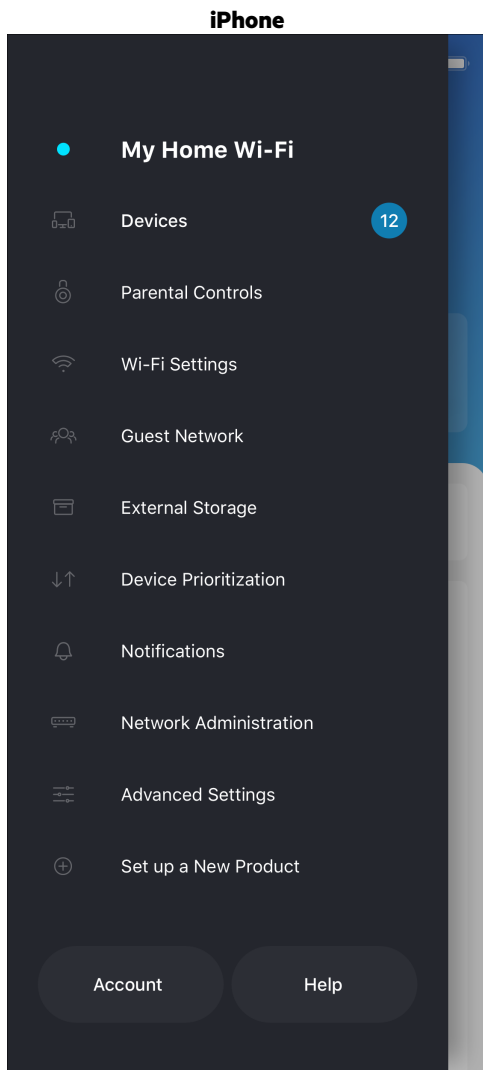 iPhone
My Home Wi-Fi
Devices 12
Parental Controls
Wi-Fi Settings
Guest Network
External Storage
Device Prioritization
Notifications
Network Administration
Advanced Settings
Set up a New Product
Account Help